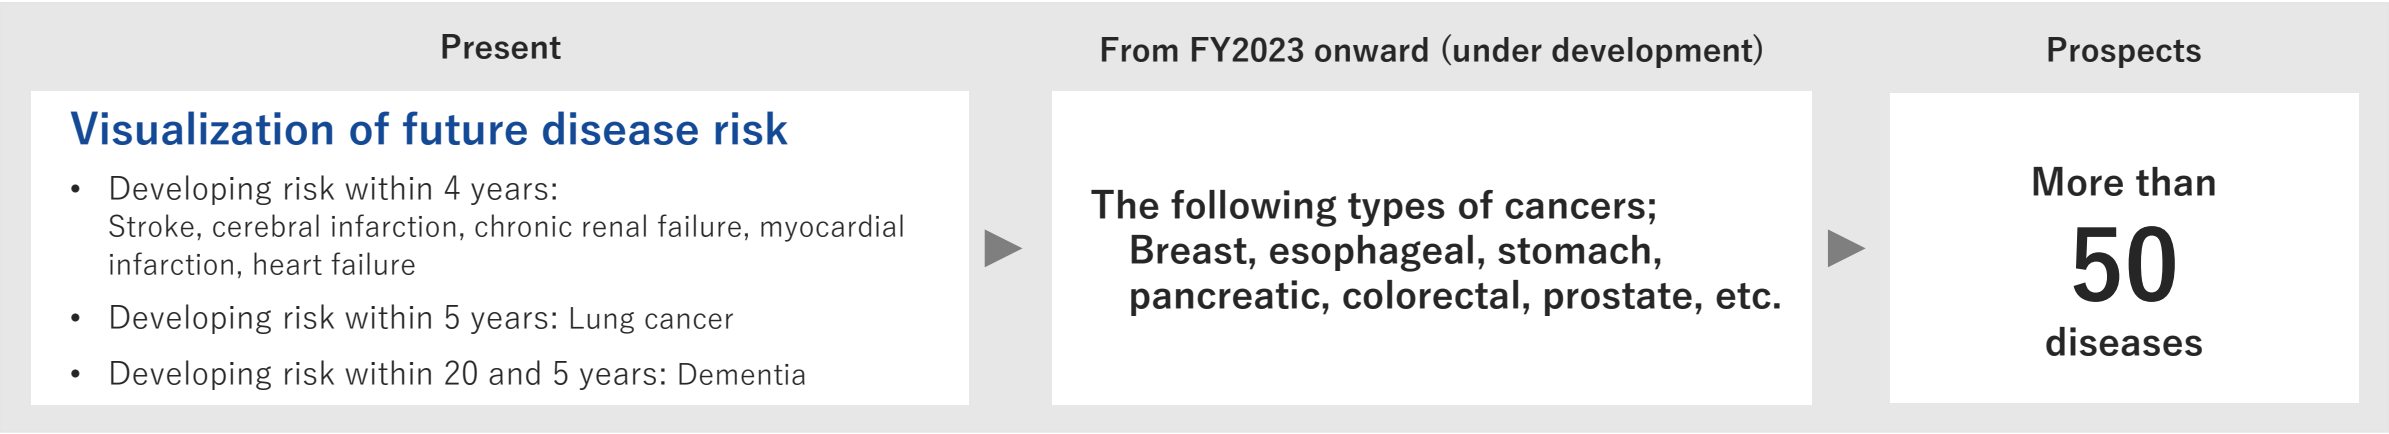 Present
Visualization of future disease risk
• Developing risk within 4 years:
Stroke, cerebral infarction, chronic renal failure, myocardial
infarction, heart failure
• Developing risk within 5 years: Lung cancer
• Developing risk within 20 and 5 years: Dementia
From FY2023 onward (under development)
The following types of cancers;
Breast, esophageal, stomach,
pancreatic, colorectal, prostate, etc.
Prospects
More than
50
diseases